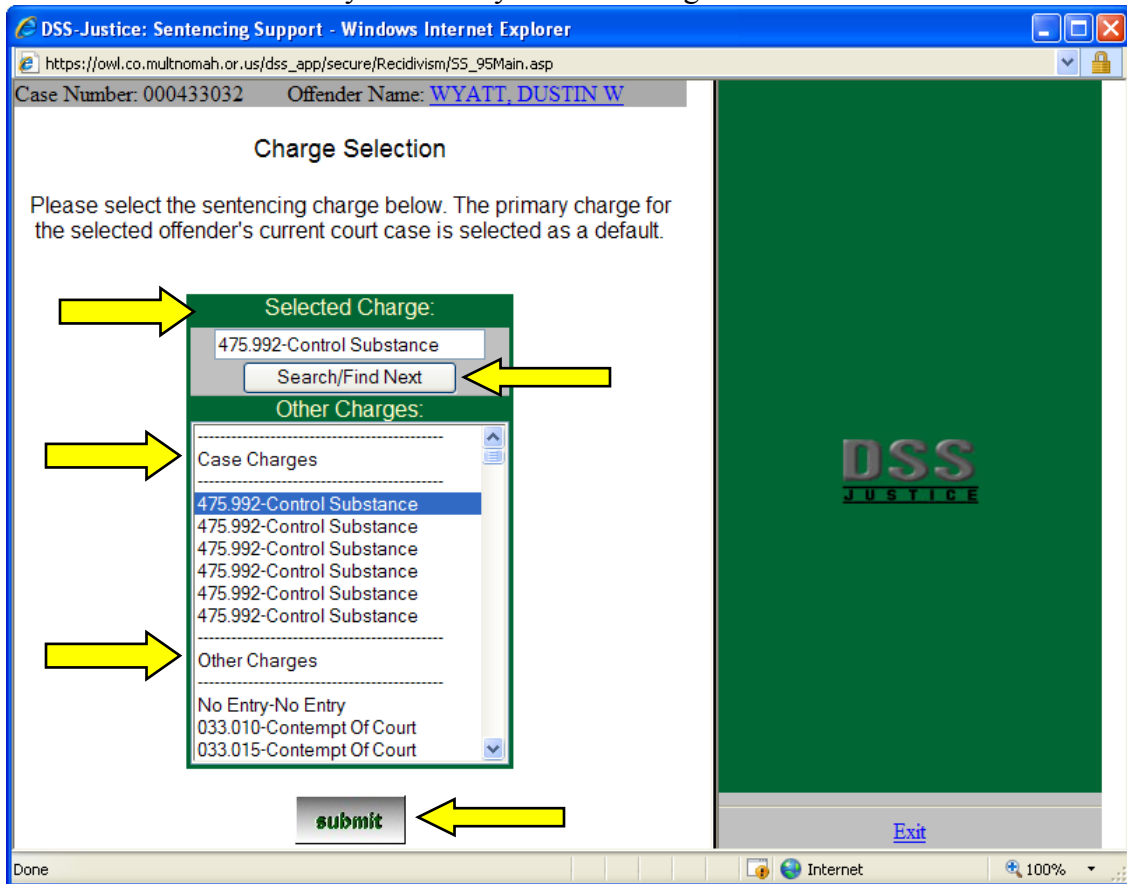 DSS-Justice: Sentencing Support - Windows Internet Explorer
https://owl.co.multnomah.or.us/dss_app/secure/Recidivism/SS_95Main.asp
Case Number: 000433032 Offender Name: WYATT, DUSTIN W
Charge Selection
Please select the sentencing charge below. The primary charge for
the selected offender's current court case is selected as a default.
Selected Charge:
475.992-Control Substance
Search/Find Next
Other Charges:
--------------------------------------------
Case Charges
--------------------------------------------
475.992-Control Substance
475.992-Control Substance
475.992-Control Substance
475.992-Control Substance
475.992-Control Substance
475.992-Control Substance
--------------------------------------------
Other Charges
--------------------------------------------
No Entry-No Entry
033.010-Contempt Of Court
033.015-Contempt Of Court
submit
DSS
JUSTICE
Exit
Done Internet 100%